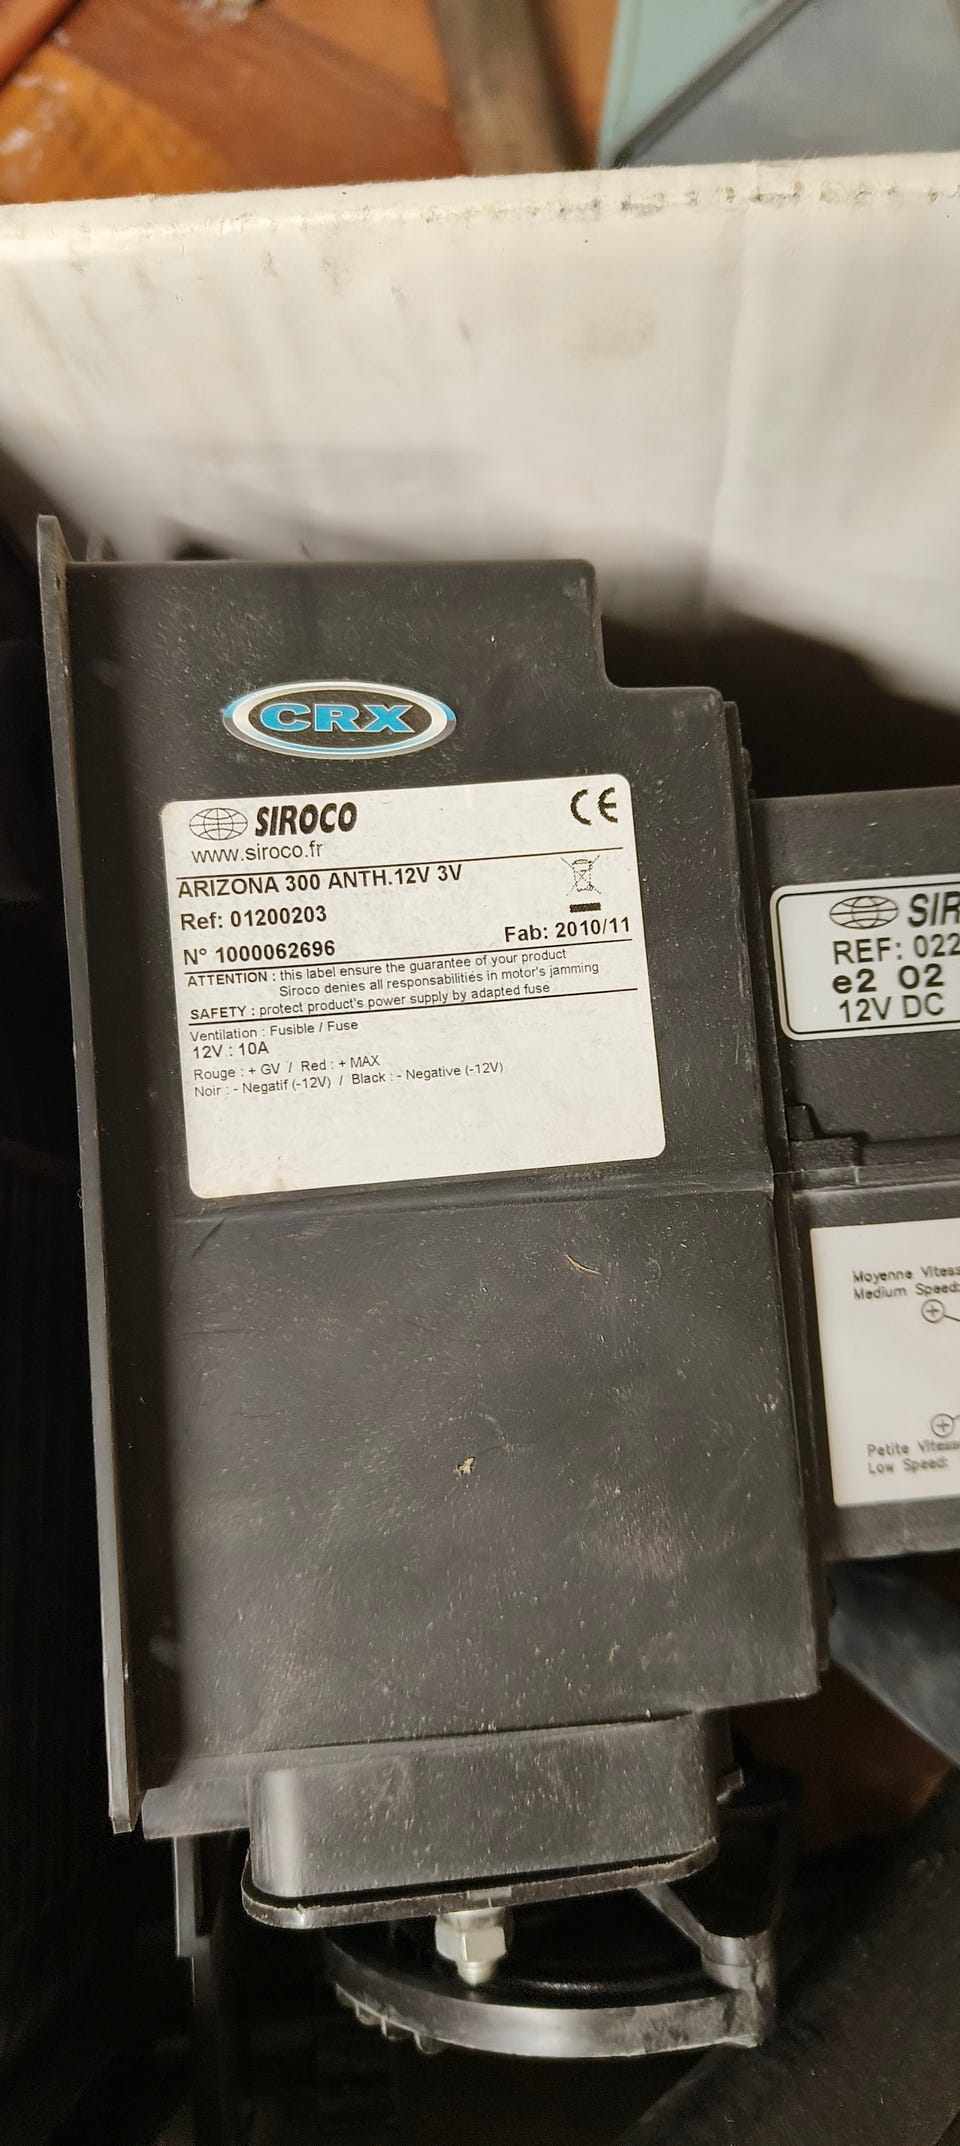 CRX
SIROCO
CE
www.siroco.fr
ARIZONA 300 ANTH.12V 3V
Ref: 01200203
N° 1000062696
Fab: 2010/11
ATTENTION : this label ensure the guarantee of your product
Siroco denies all responsabilitiés in motor's jamming
SAFETY : protect product's power supply by adapted fuse
Ventilation : Fusible / Fuse
12V : 10A
Rouge : + GV / Red : + MAX
Noir : - Negatif (-12V) / Black : - Negative (-12V)
SIR
REF: 022
e2 02
12V DC
Moyenne Vitess
Medium Speed:
Petite Vitesse
Low Speed: